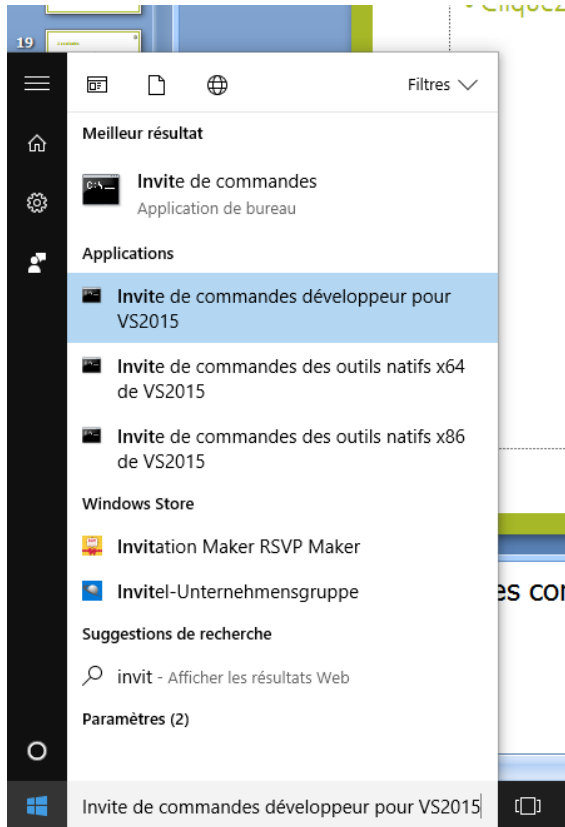 • Cliquez
19
Filtres
Meilleur résultat
Invite de commandes
Application de bureau
Applications
Invite de commandes développeur pour
VS2015
Invite de commandes des outils natifs x64
de VS2015
Invite de commandes des outils natifs x86
de VS2015
Windows Store
Invitation Maker RSVP Maker
Invitel-Unternehmensgruppe
es con
Suggestions de recherche
invit - Afficher les résultats Web
Paramètres (2)
Invite de commandes développeur pour VS2015